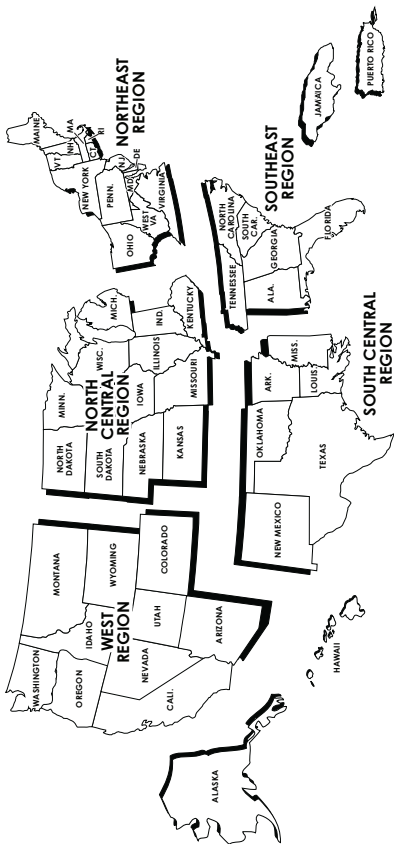 WEST
REGION
WASHINGTON
OREGON
CALI.
NEVADA
IDAHO
MONTANA
WYOMING
UTAH
COLORADO
ARIZONA
ALASKA
HAWAII
NORTH
CENTRAL
REGION
NORTH
DAKOTA
SOUTH
DAKOTA
NEBRASKA
KANSAS
MINN.
IOWA
MISSOURI
WISC.
ILLINOIS
MICH.
IND.
KENTUCKY
SOUTH CENTRAL
REGION
NEW MEXICO
TEXAS
OKLAHOMA
ARK.
LOUIS.
MISS.
NORTHEAST
REGION
MAINE
VT.
NH
MA
RI
CT.
NEW YORK
PENN.
NJ
DE
MD
OHIO
WEST
VA
VIRGINIA
SOUTHEAST
REGION
TENNESSEE
NORTH
CAROLINA
SOUTH
CAR.
GEORGIA
ALA.
FLORIDA
JAMAICA
PUERTO RICO